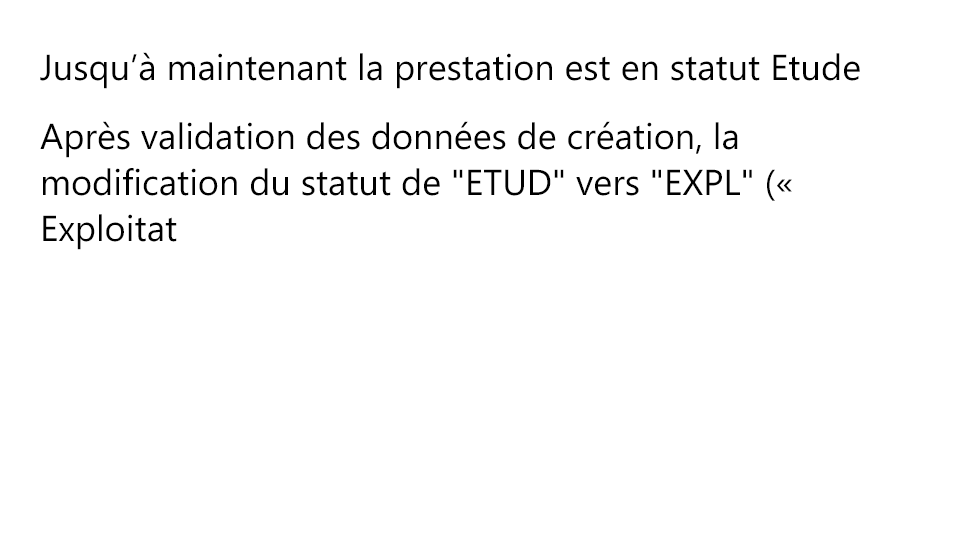 Jusqu’à maintenant la prestation est en statut Etude
Après validation des données de création, la
modification du statut de "ETUD" vers "EXPL" («
Exploitat